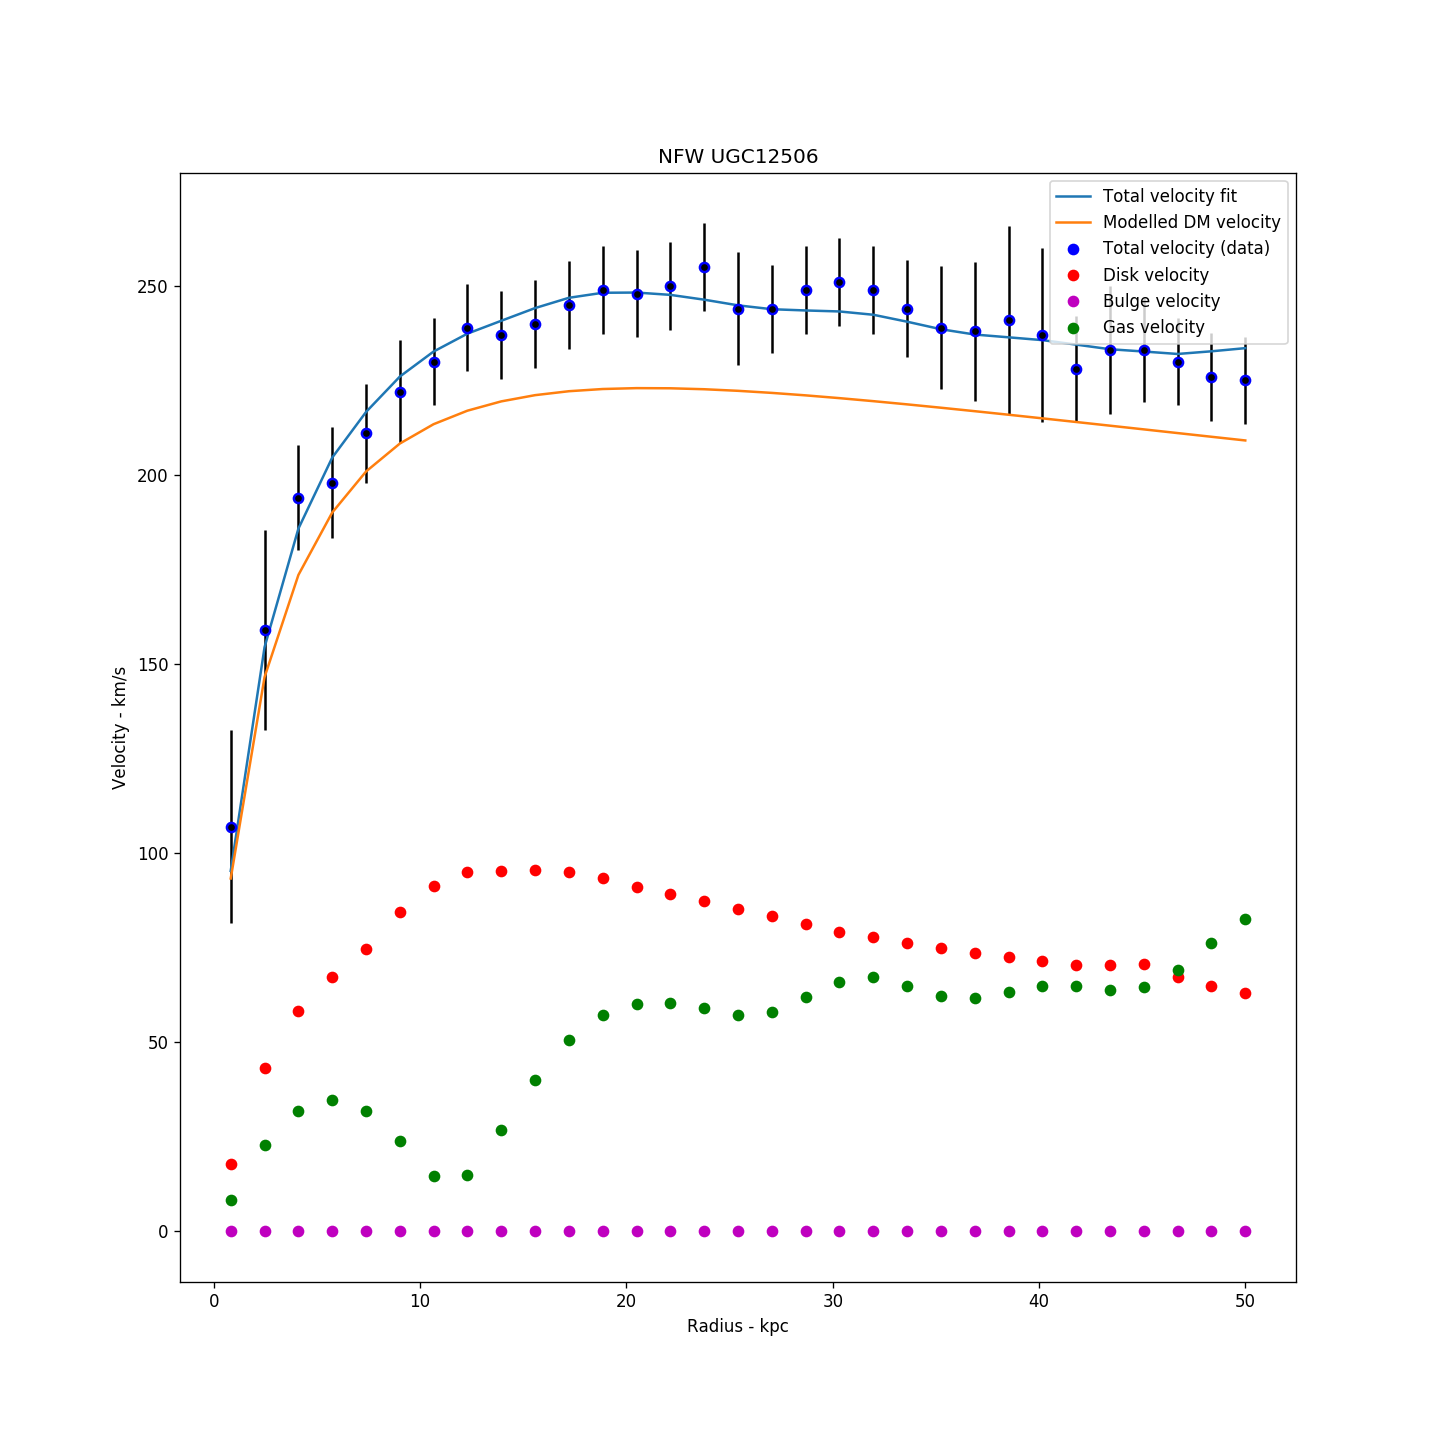 NFW UGC12506
Total velocity fit
Modelled DM velocity
Total velocity (data)
Disk velocity
Bulge velocity
Gas velocity
250
200
150
100
50
0
Velocity - km/s
0 10 20 30 40 50
Radius - kpc